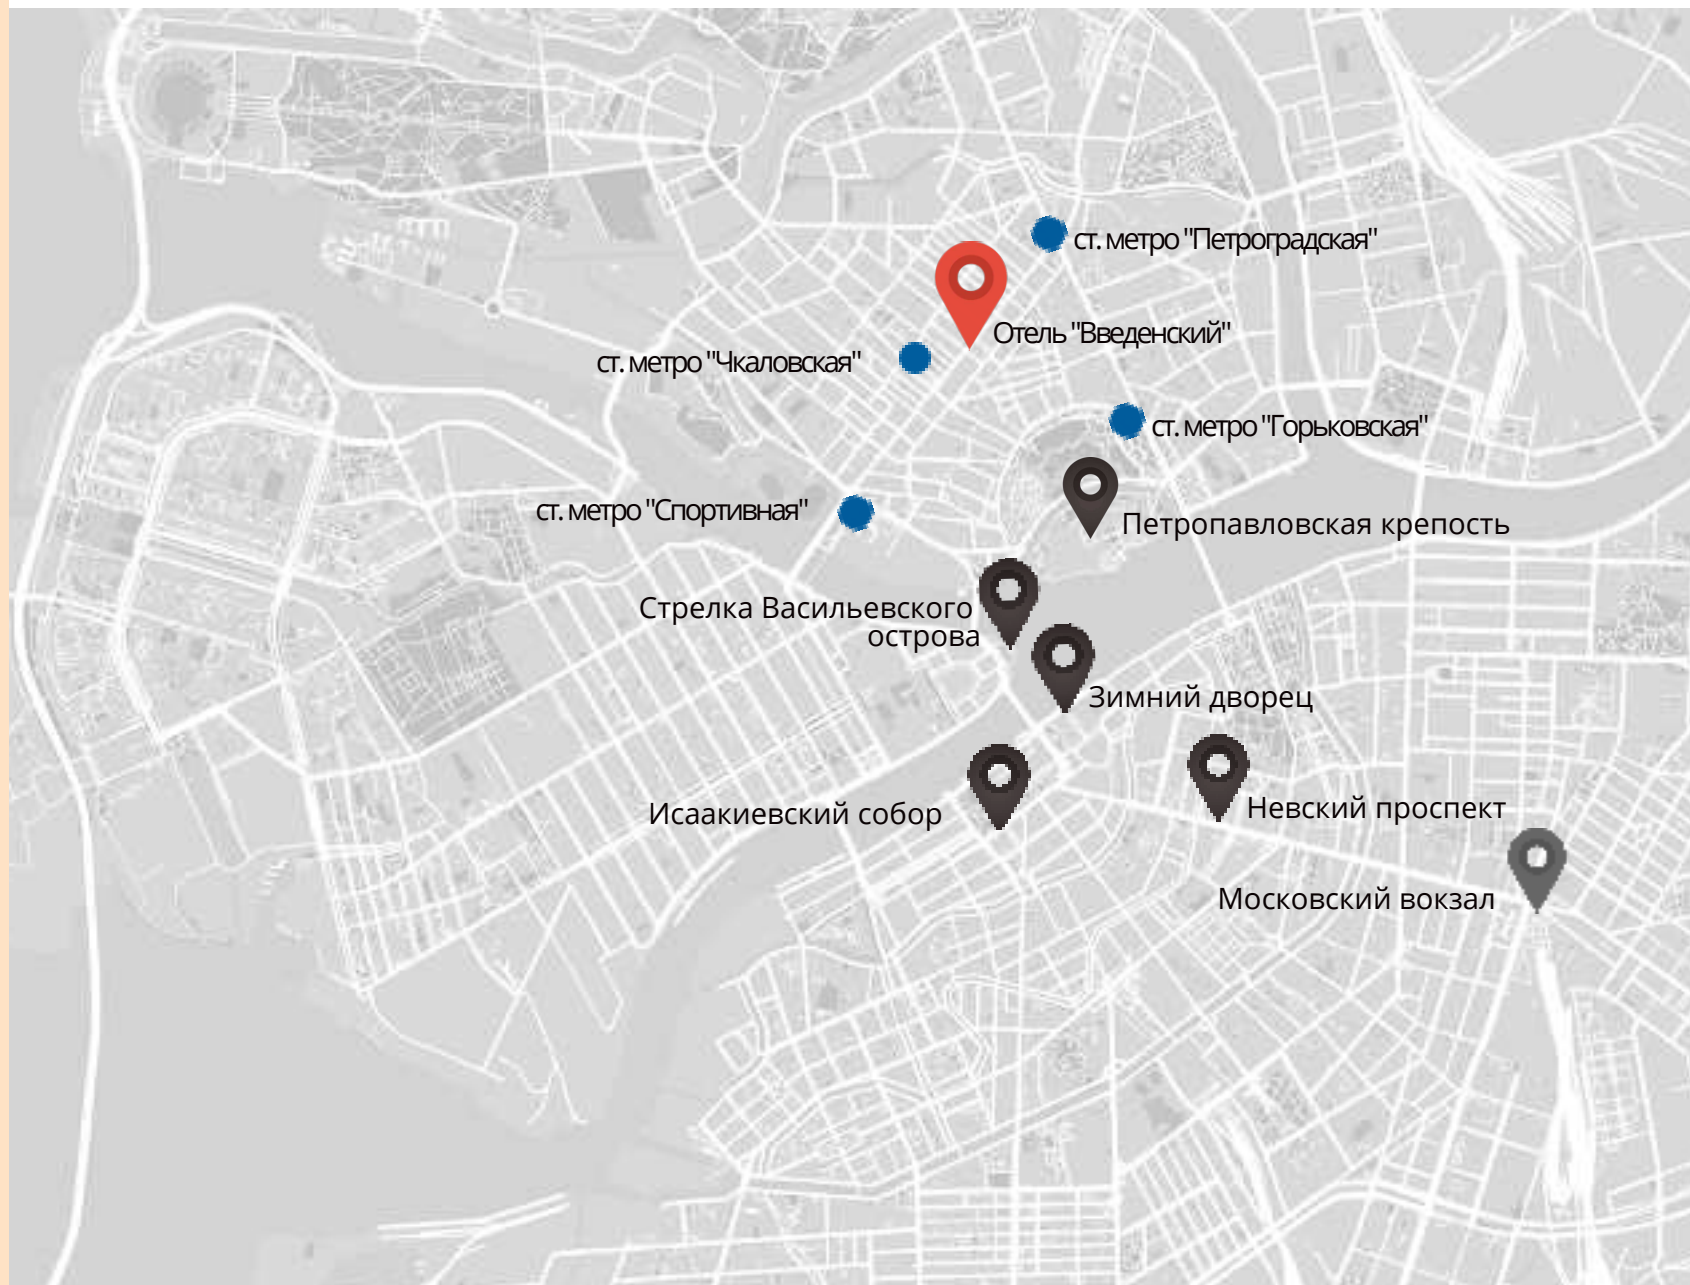 ст. метро "Петроградская"
Отель "Введенский"
ст. метро "Чкаловская"
ст. метро "Горьковская"
ст. метро "Спортивная"
Петропавловская крепость
Стрелка Васильевского
острова
Зимний дворец
Исаакиевский собор
Невский проспект
Московский вокзал